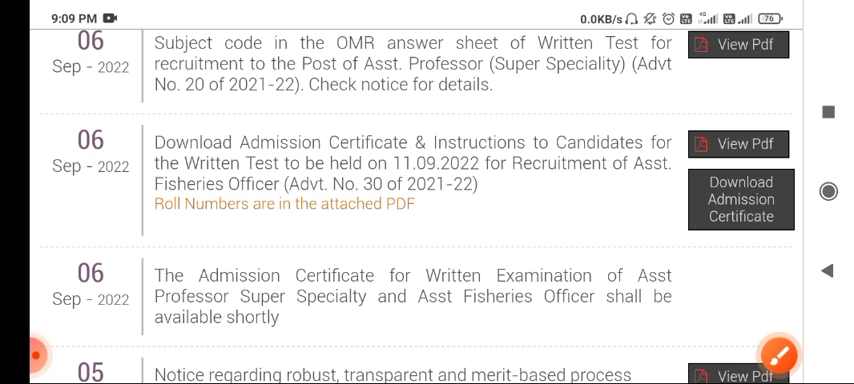 9:09 PM
0.0KB/s 4G 76
06
Sep - 2022
Subject code in the OMR answer sheet of Written Test for
recruitment to the Post of Asst. Professor (Super Speciality) (Advt
No. 20 of 2021-22). Check notice for details.
View Pdf
06
Sep - 2022
Download Admission Certificate & Instructions to Candidates for
the Written Test to be held on 11.09.2022 for Recruitment of Asst.
Fisheries Officer (Advt. No. 30 of 2021-22)
Roll Numbers are in the attached PDF
View Pdf
Download
Admission
Certificate
06
Sep - 2022
The Admission Certificate for Written Examination of Asst
Professor Super Specialty and Asst Fisheries Officer shall be
available shortly
05
Notice regarding robust, transparent and merit-based process
View Pdf